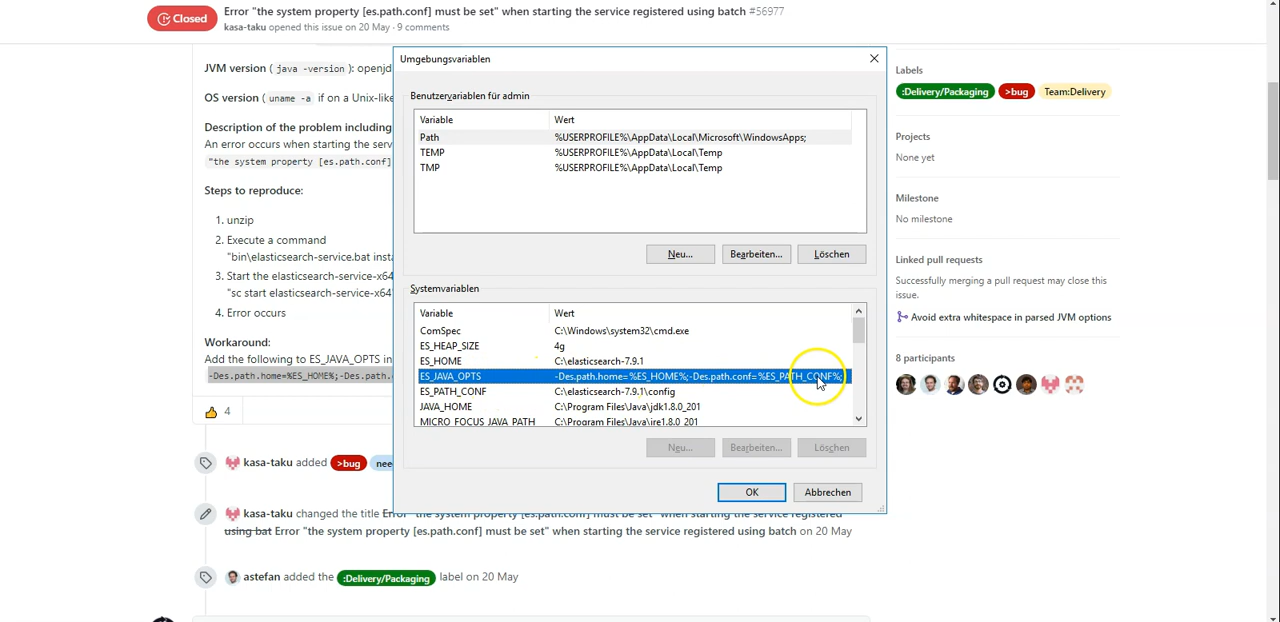 Closed
Error "the system property [es.path.conf] must be set" when starting the service registered using batch #56977
kasa-taku opened this issue on 20 May · 9 comments
JVM version ( java -version ): openjd
OS version ( uname -a if on a Unix-like
Description of the problem including
An error occurs when starting the serv
"the system property [es.path.conf]
Steps to reproduce:
1. unzip
2. Execute a command
"bin\elasticsearch-service.bat insta
3. Start the elasticsearch-service-x64
"sc start elasticsearch-service-x64"
4. Error occurs
Workaround:
Add the following to ES_JAVA_OPTS in
-Des.path.home=%ES_HOME%;-Des.path.
4
kasa-taku added >bug nee
kasa-taku changed the title Error "the system property [es.path.conf] must be set" when starting the service registered
using bat Error "the system property [es.path.conf] must be set" when starting the service registered using batch on 20 May
astefan added the :Delivery/Packaging label on 20 May
Umgebungsvariablen
Benutzervariablen für admin
Variable Wert
Path %USERPROFILE%\AppData\Local\Microsoft\WindowsApps;
TEMP %USERPROFILE%\AppData\Local\Temp
TMP %USERPROFILE%\AppData\Local\Temp
Neu... Bearbeiten... Löschen
Systemvariablen
Variable Wert
ComSpec C:\Windows\system32\cmd.exe
ES_HEAP_SIZE 4g
ES_HOME C:\elasticsearch-7.9.1
ES_JAVA_OPTS -Des.path.home=%ES_HOME%;-Des.path.conf=%ES_PATH_CONF%;
ES_PATH_CONF C:\elasticsearch-7.9.1\config
JAVA_HOME C:\Program Files\Java\jdk1.8.0_201
MICRO_FOCUS_JAVA_PATH C:\Program Files\Java\jre1.8.0_201
Neu... Bearbeiten... Löschen
OK Abbrechen
Labels
:Delivery/Packaging >bug Team:Delivery
Projects
None yet
Milestone
No milestone
Linked pull requests
Successfully merging a pull request may close this
issue.
Avoid extra whitespace in parsed JVM options
8 participants